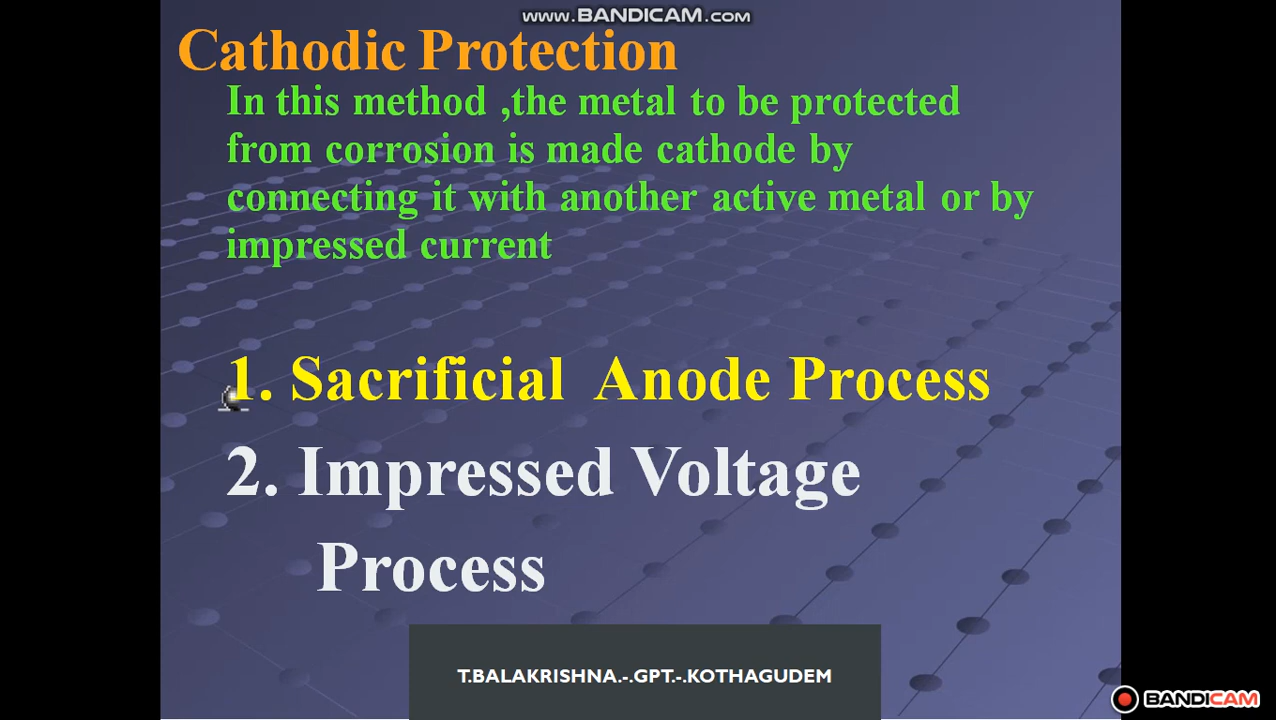 www.BANDICAM.com
Cathodic Protection
In this method ,the metal to be protected
from corrosion is made cathode by
connecting it with another active metal or by
impressed current
1. Sacrificial Anode Process
2. Impressed Voltage
Process
T.BALAKRISHNA.-.GPT.-.KOTHAGUDEM
BANDICAM